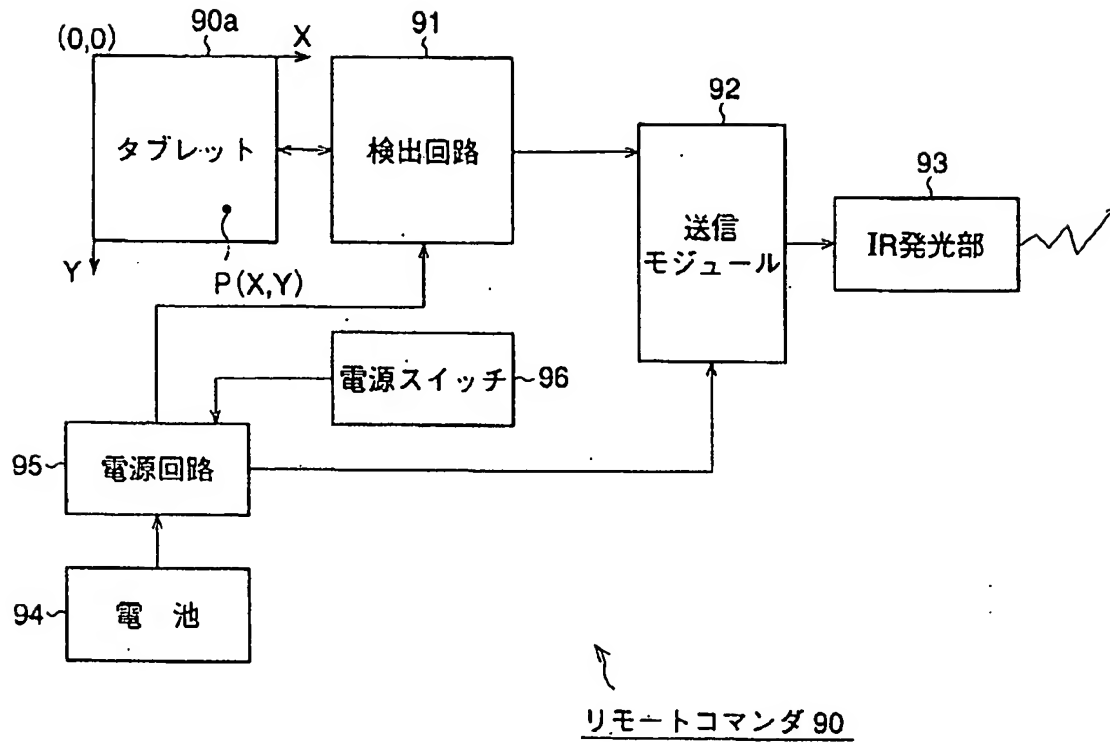 (0,0)
90a
X
91
タブレット
検出回路
92
送信
モジュール
93
IR発光部
Y
P(X,Y)
電源スイッチ
96
95
電源回路
94
電 池
リモートコマンダ 90